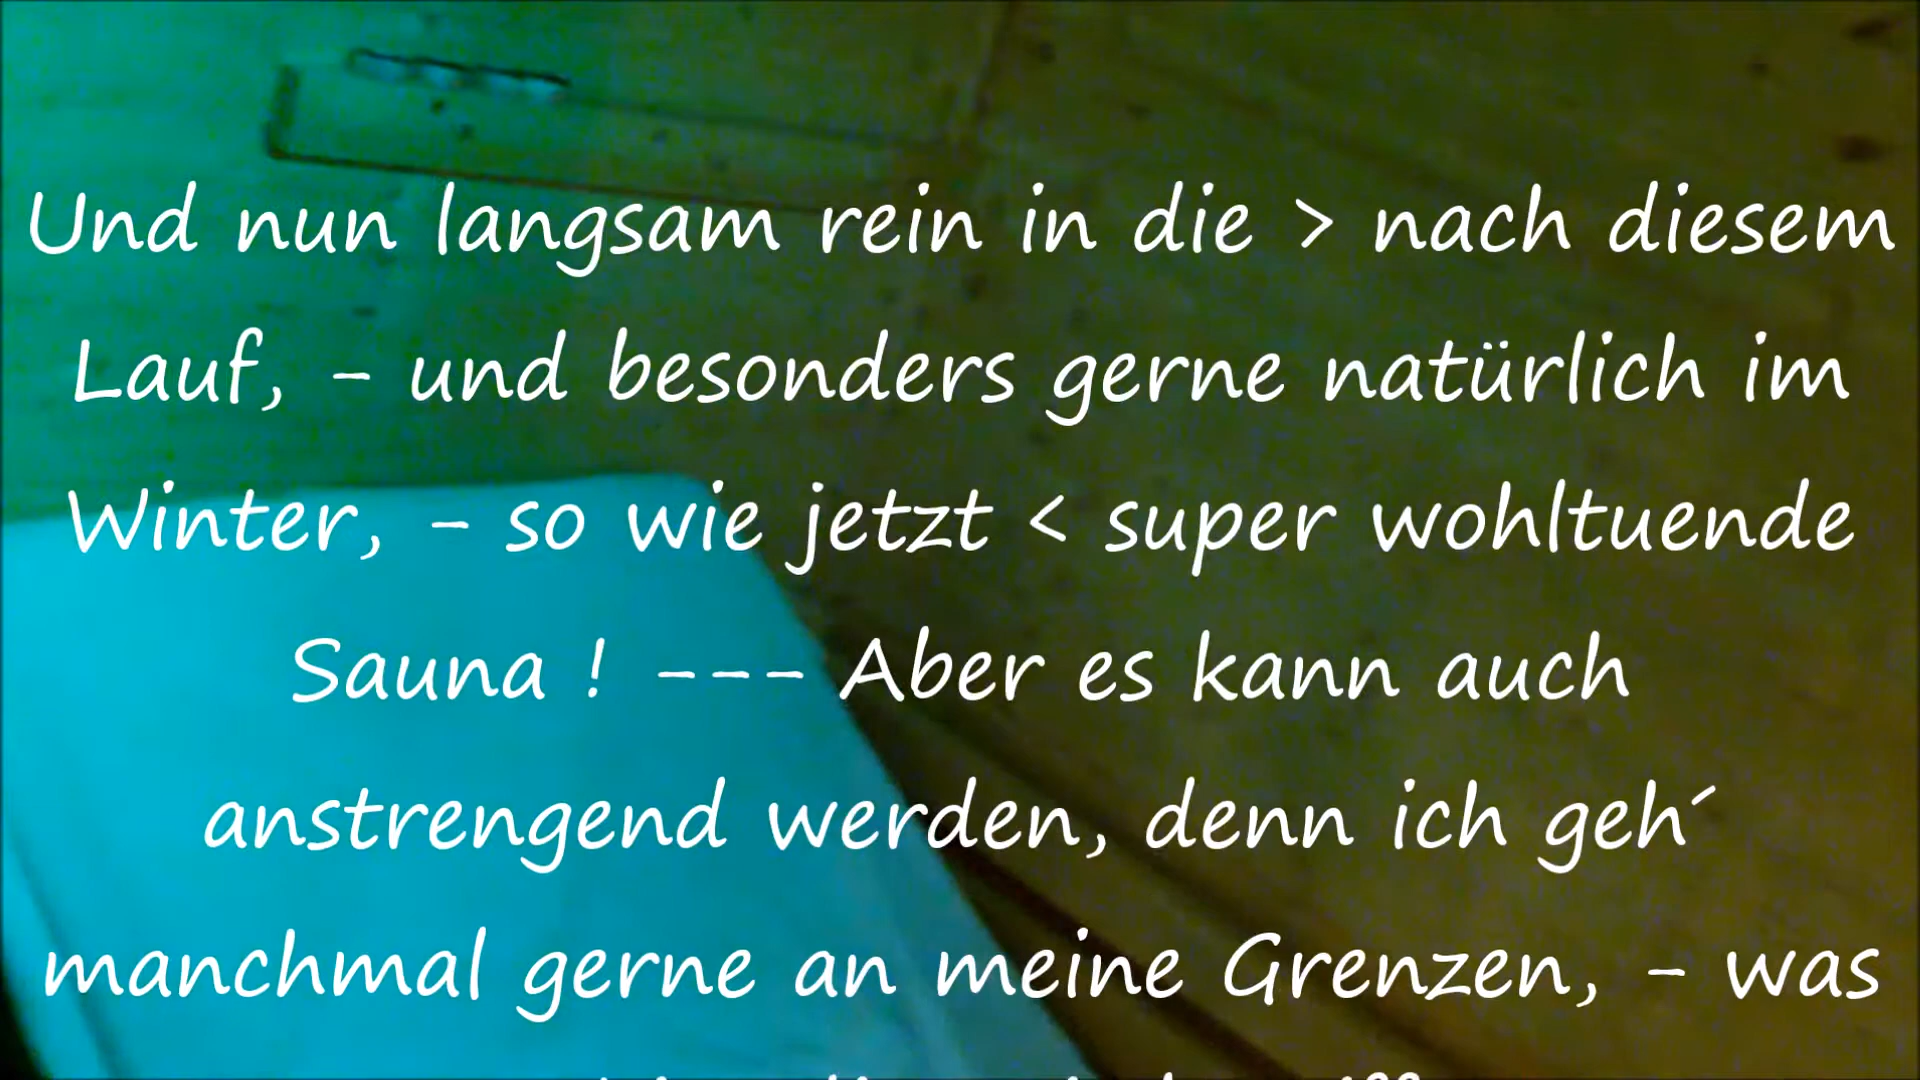 Und nun langsam rein in die > nach diesem
Lauf, - und besonders gerne natürlich im
Winter, - so wie jetzt < super wohltuende
Sauna ! --- Aber es kann auch
anstrengend werden, denn ich geh´
manchmal gerne an meine Grenzen, - was